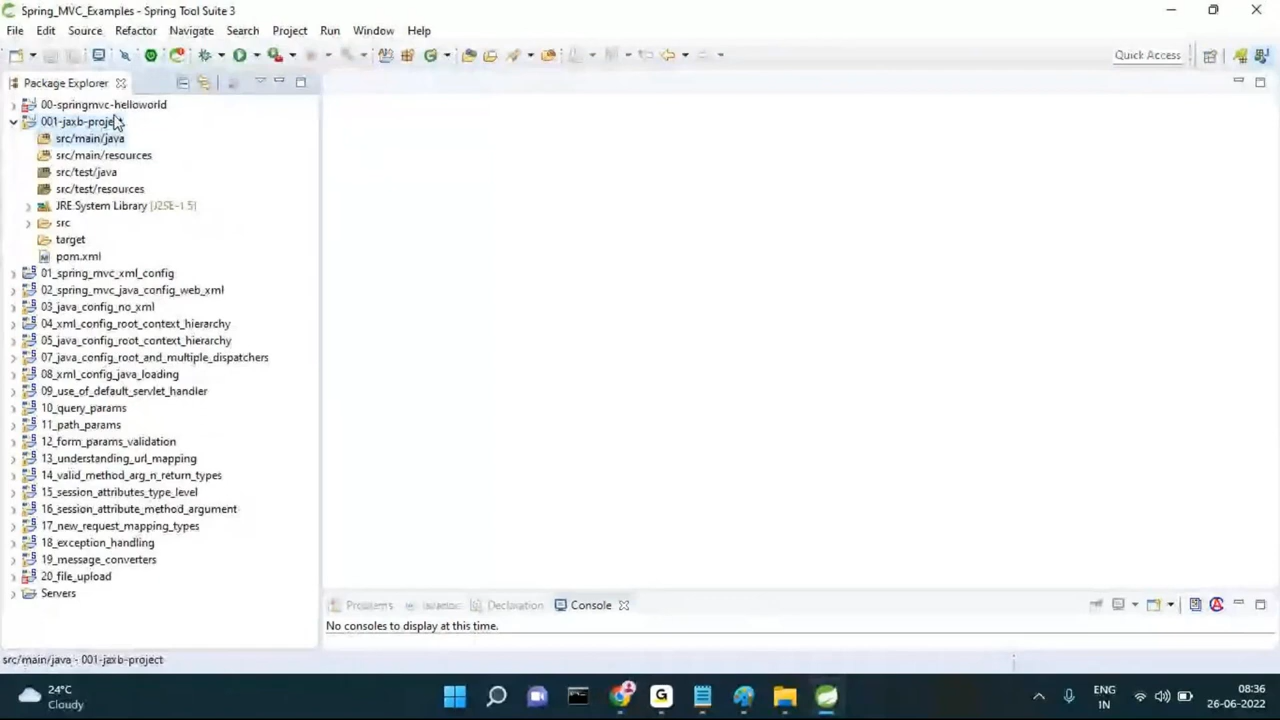 Spring_MVC_Examples - Spring Tool Suite 3
File Edit Source Refactor Navigate Search Project Run Window Help
Quick Access
Package Explorer
00-springmvc-helloworld
001-jaxb-project
src/main/java
src/main/resources
src/test/java
src/test/resources
JRE System Library [J2SE-1.5]
src
target
pom.xml
01_spring_mvc_xml_config
02_spring_mvc_java_config_web_xml
03_java_config_no_xml
04_xml_config_root_context_hierarchy
05_java_config_root_context_hierarchy
07_java_config_root_and_multiple_dispatchers
08_xml_config_java_loading
09_use_of_default_servlet_handler
10_query_params
11_path_params
12_form_params_validation
13_understanding_url_mapping
14_valid_method_arg_n_return_types
15_session_attributes_type_level
16_session_attribute_method_argument
17_new_request_mapping_types
18_exception_handling
19_message_converters
20_file_upload
Servers
Problems Javadoc Declaration Console
No consoles to display at this time.
src/main/java - 001-jaxb-project
24°C
Cloudy
ENG
IN
08:36
26-06-2022